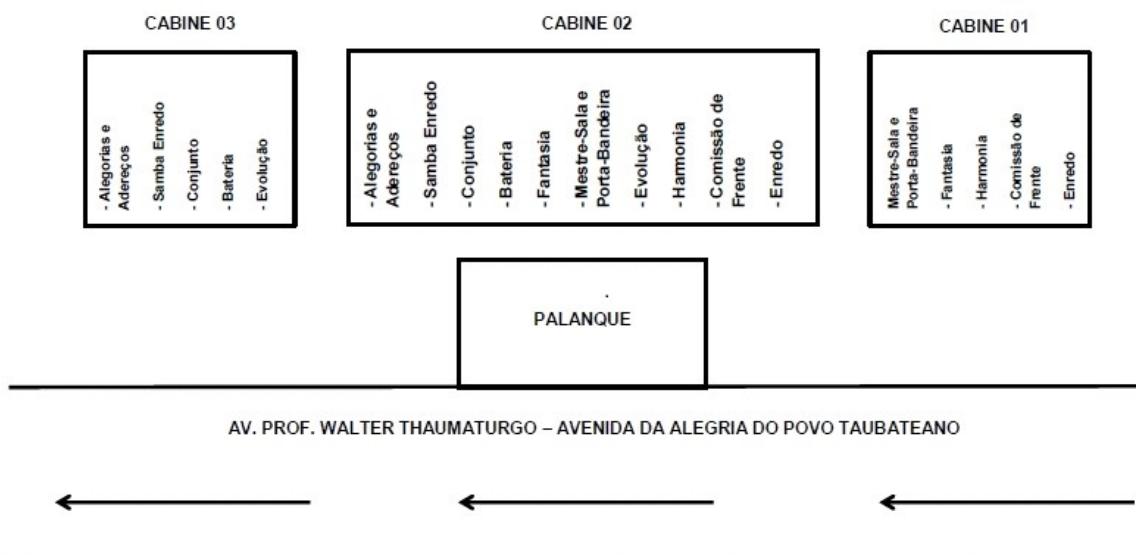 CABINE 03
- Alegorias e
Adereços
- Samba Enredo
- Conjunto
- Bateria
- Evolução
CABINE 02
- Alegorias e
Adereços
- Samba Enredo
- Conjunto
- Bateria
- Fantasia
- Mestre-Sala e
Porta-Bandeira
- Evolução
- Harmonia
- Comissão de
Frente
- Enredo
CABINE 01
Mestre-Sala e
Porta-Bandeira
- Fantasia
- Harmonia
- Comissão de
Frente
- Enredo
PALANQUE
AV. PROF. WALTER THAUMATURGO – AVENIDA DA ALEGRIA DO POVO TAUBATEANO